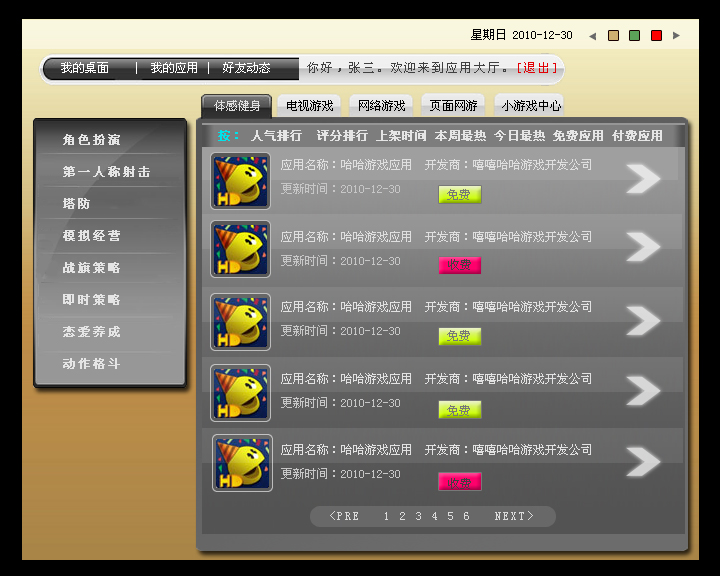 星期日 2010-12-30
我的桌面 | 我的应用 | 好友动态 你好，张三。欢迎来到应用大厅。[退出]
体感健身 电视游戏 网络游戏 页面网游 小游戏中心
按： 人气排行 评分排行 上架时间 本周最热 今日最热 免费应用 付费应用
角色扮演
第一人称射击
塔防
模拟经营
战旗策略
即时策略
恋爱养成
动作格斗
应用名称：哈哈游戏应用 开发商：嘻嘻哈哈游戏开发公司
更新时间：2010-12-30 免费
HD
应用名称：哈哈游戏应用 开发商：嘻嘻哈哈游戏开发公司
更新时间：2010-12-30 收费
HD
应用名称：哈哈游戏应用 开发商：嘻嘻哈哈游戏开发公司
更新时间：2010-12-30 免费
HD
应用名称：哈哈游戏应用 开发商：嘻嘻哈哈游戏开发公司
更新时间：2010-12-30 免费
HD
应用名称：哈哈游戏应用 开发商：嘻嘻哈哈游戏开发公司
更新时间：2010-12-30 收费
HD
<PRE 1 2 3 4 5 6 NEXT>